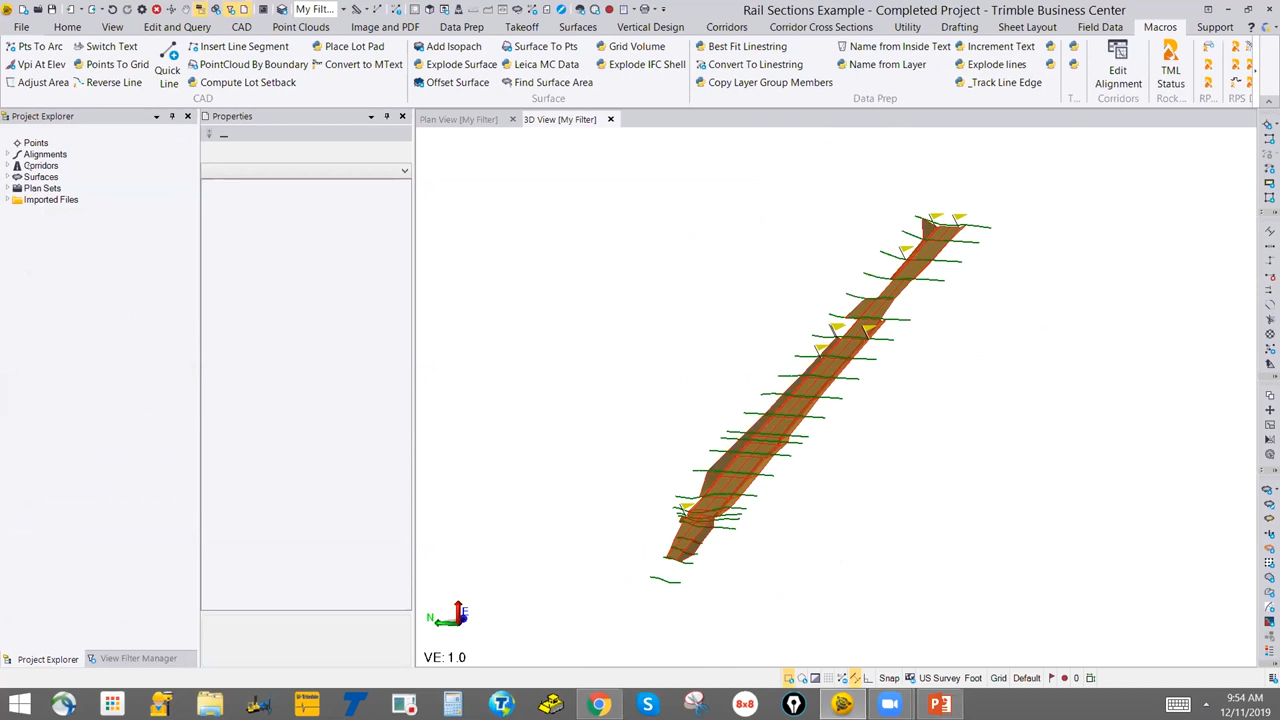 My Filt...
Rail Sections Example - Completed Project - Trimble Business Center
File Home View Edit and Query CAD Point Clouds Image and PDF Data Prep Takeoff Surfaces Vertical Design Corridors Corridor Cross Sections Utility Drafting Sheet Layout Field Data Macros Support
Pts To Arc Switch Text Insert Line Segment Place Lot Pad Add Isopach Surface To Pts Grid Volume Best Fit Linestring Name from Inside Text Increment Text
Vpi At Elev Points To Grid PointCloud By Boundary Convert to MText Explode Surface Leica MC Data Explode IFC Shell Convert To Linestring Name from Layer Explode lines
Adjust Area Reverse Line Quick Line Compute Lot Setback Offset Surface Find Surface Area Copy Layer Group Members _Track Line Edge Edit Alignment TML Status
CAD Surface Data Prep T... Corridors Rock... RP... RPS D
Project Explorer Properties Plan View [My Filter] 3D View [My Filter]
Points
Alignments
Corridors
Surfaces
Plan Sets
Imported Files
N E
VE: 1.0
Project Explorer View Filter Manager
Snap US Survey Foot Grid Default 0
8x8
9:54 AM
12/11/2019